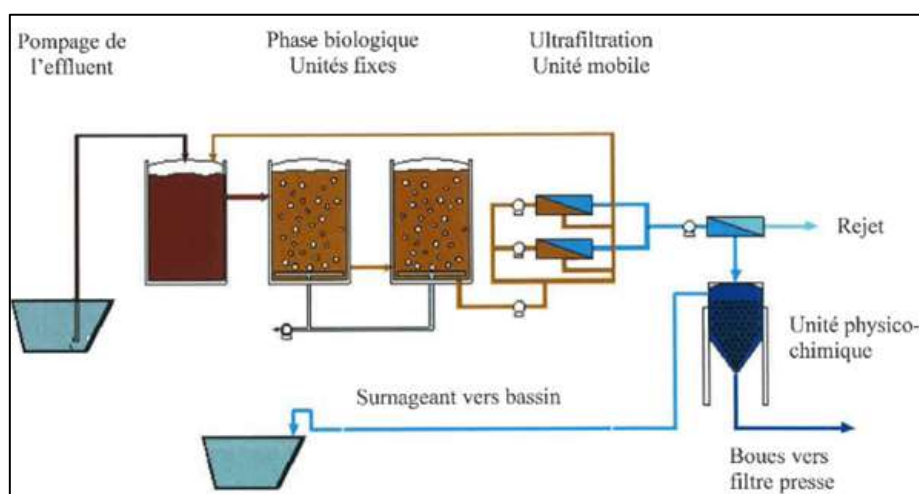 Pompage de
l'effluent
Phase biologique
Unités fixes
Ultrafiltration
Unité mobile
Rejet
Unité physico-
chimique
Surnageant vers bassin
Boues vers
filtre presse